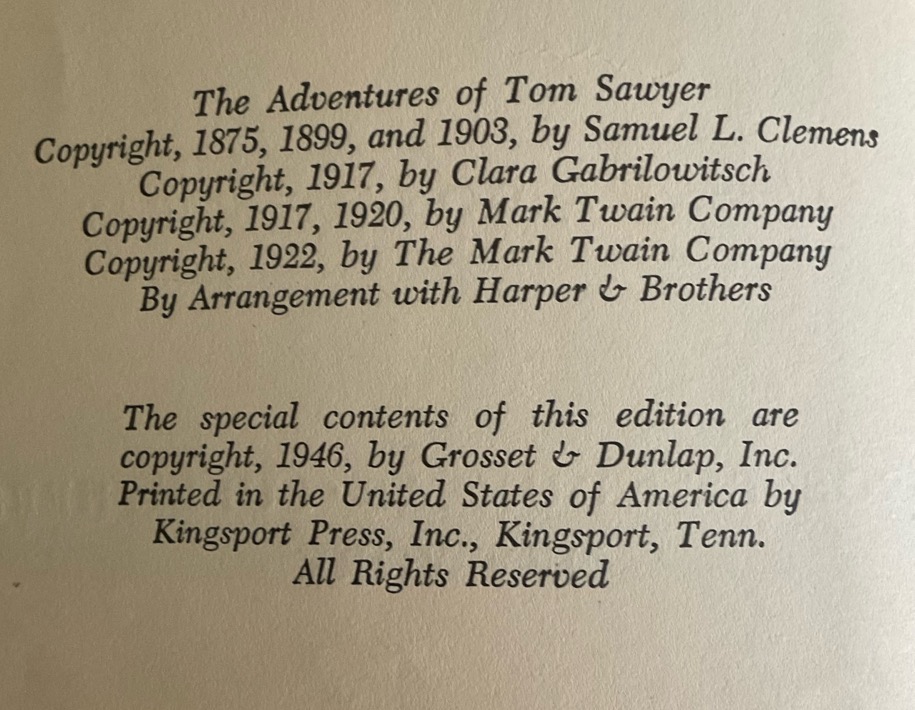 The Adventures of Tom Sawyer
Copyright, 1875, 1899, and 1903, by Samuel L. Clemens
Copyright, 1917, by Clara Gabrilowitsch
Copyright, 1917, 1920, by Mark Twain Company
Copyright, 1922, by The Mark Twain Company
By Arrangement with Harper & Brothers
The special contents of this edition are
copyright, 1946, by Grosset & Dunlap, Inc.
Printed in the United States of America by
Kingsport Press, Inc., Kingsport, Tenn.
All Rights Reserved